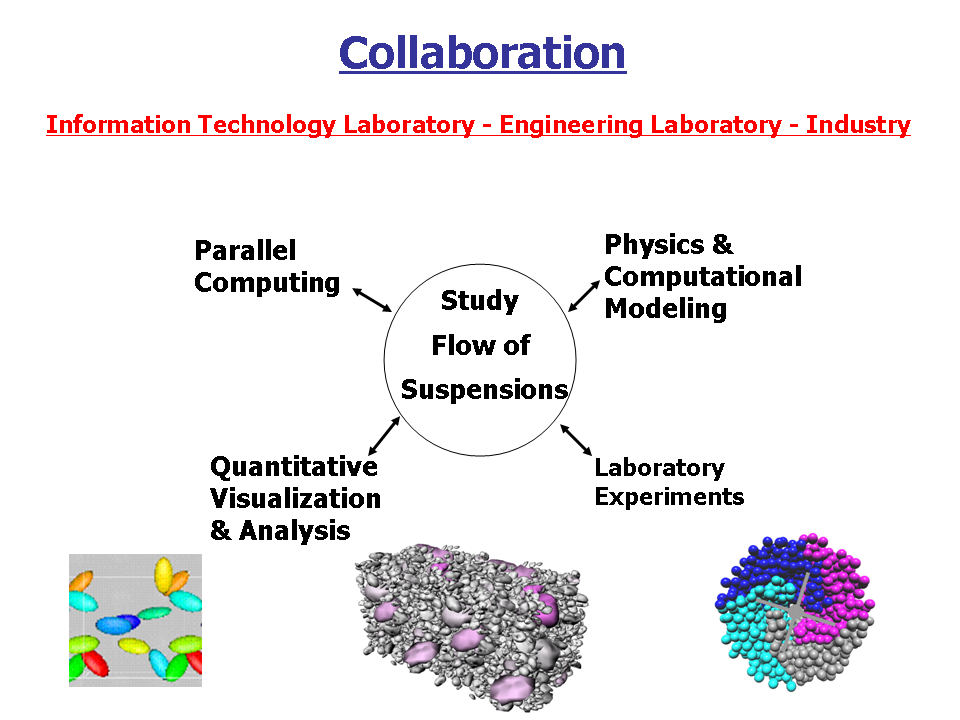 Collaboration
Information Technology Laboratory - Engineering Laboratory - Industry
Parallel
Computing
Physics &
Computational
Modeling
Study
Flow of
Suspensions
Quantitative
Visualization
& Analysis
Laboratory
Experiments